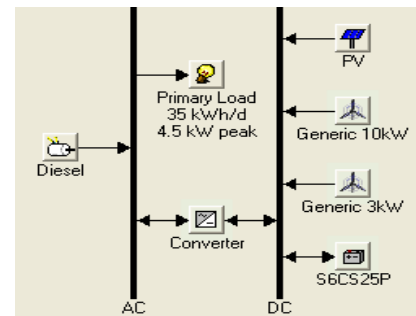 PV
Primary Load
35 kWh/d
4.5 kW peak
Generic 10kW
Diesel
Generic 3kW
Converter
S6CS25P
AC
DC